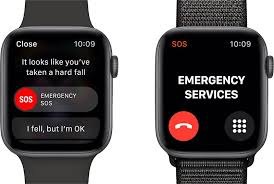 Close 10:09
It looks like you've
taken a hard fall
SOS EMERGENCY
SOS
I fell, but I'm OK
SOS 10:09
EMERGENCY
SERVICES